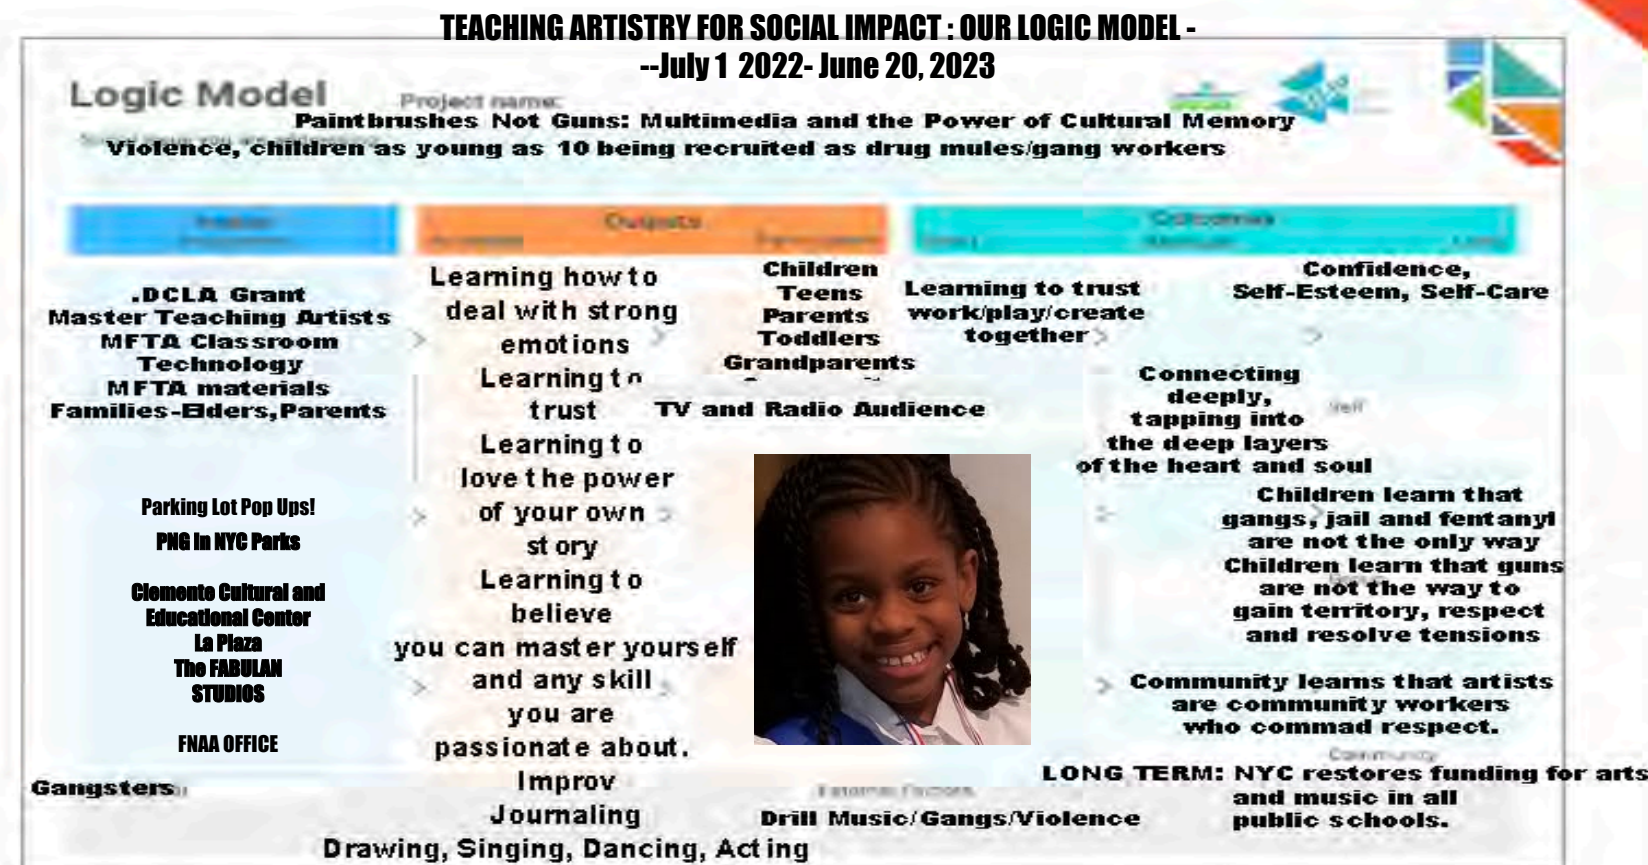 TEACHING ARTISTRY FOR SOCIAL IMPACT : OUR LOGIC MODEL -
--July 1 2022- June 20, 2023
Logic Model
Project name:
Paintbrushes Not Guns: Multimedia and the Power of Cultural Memory
Violence, children as young as 10 being recruited as drug mules/gang workers
Outputs
Outcomes
.DCLA Grant
Master Teaching Artists
MFTA Classroom
Technology
MFTA materials
Families-Elders,Parents
Parking Lot Pop Ups!
PNG In NYC Parks
Clemente Cultural and
Educational Center
La Plaza
The FABULAN
STUDIOS
FNAA OFFICE
Gangsters
Learning how to
deal with strong
emotions
Learning to
trust
Learning to
love the power
of your own
story
Learning to
believe
you can master yourself
and any skill
you are
passionate about.
Improv
Journaling
Drawing, Singing, Dancing, Acting
Children
Teens
Parents
Toddlers
Grandparents
TV and Radio Audience
External Factors
Drill Music/Gangs/Violence
Learning to trust
work/play/create
together
Confidence,
Self-Esteem, Self-Care
Connecting
deeply,
tapping into
the deep layers
of the heart and soul
Children learn that
gangs, jail and fentanyl
are not the only way
Children learn that guns
are not the way to
gain territory, respect
and resolve tensions
Community learns that artists
are community workers
who commad respect.
Community
LONG TERM: NYC restores funding for arts
and music in all
public schools.